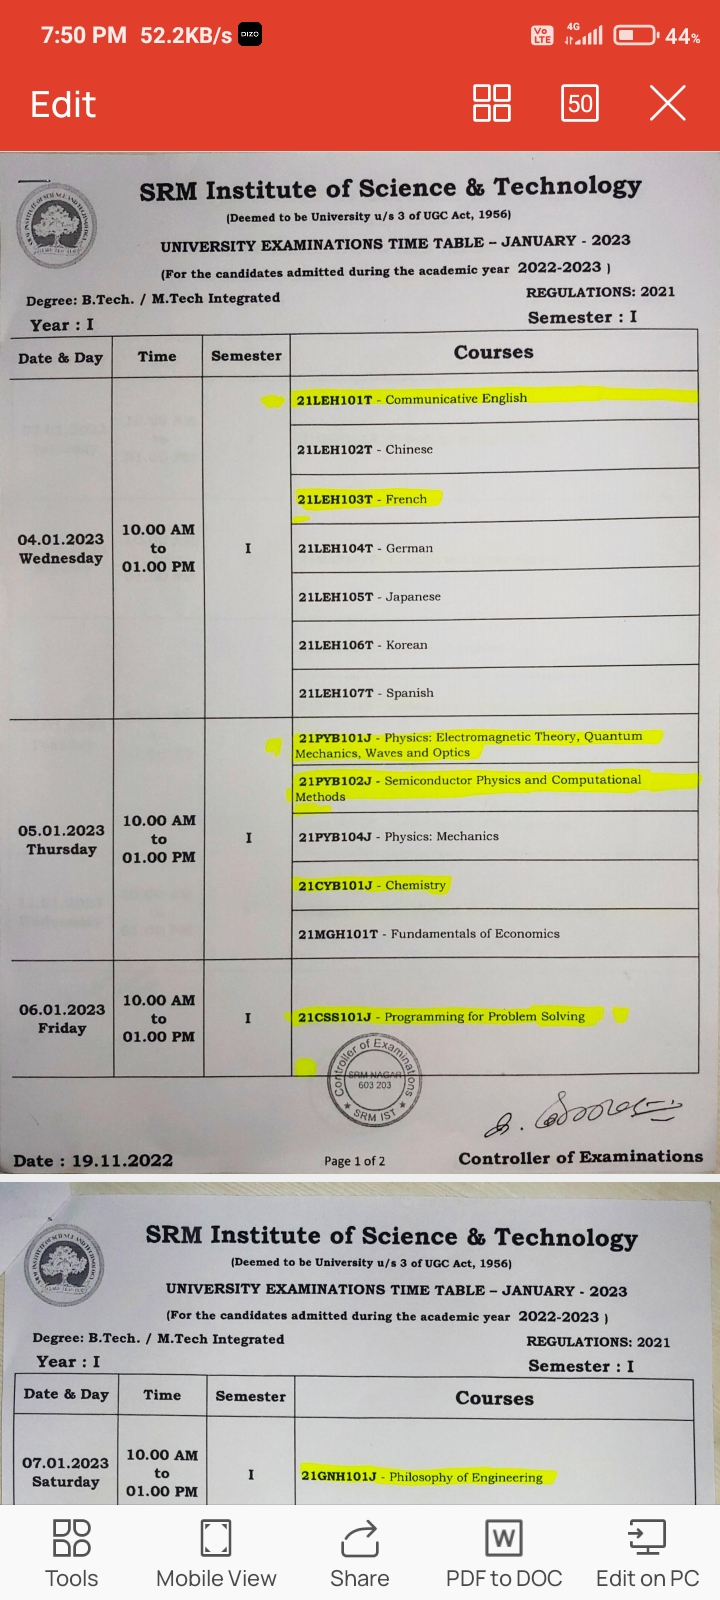 7:50 PM 52.2KB/s DIZO Vo LTE 4G 44%
Edit 50
SRM Institute of Science & Technology
(Deemed to be University u/s 3 of UGC Act, 1956)
UNIVERSITY EXAMINATIONS TIME TABLE – JANUARY - 2023
(For the candidates admitted during the academic year 2022-2023 )
Degree: B.Tech. / M.Tech Integrated REGULATIONS: 2021
Year : I Semester : I
Date & Day Time Semester Courses
04.01.2023
Wednesday
10.00 AM
to
01.00 PM
I
21LEH101T - Communicative English
21LEH102T - Chinese
21LEH103T - French
21LEH104T - German
21LEH105T - Japanese
21LEH106T - Korean
21LEH107T - Spanish
05.01.2023
Thursday
10.00 AM
to
01.00 PM
I
21PYB101J - Physics: Electromagnetic Theory, Quantum
Mechanics, Waves and Optics
21PYB102J - Semiconductor Physics and Computational
Methods
21PYB104J - Physics: Mechanics
21CYB101J - Chemistry
21MGH101T - Fundamentals of Economics
06.01.2023
Friday
10.00 AM
to
01.00 PM
I
21CSS101J - Programming for Problem Solving
Controller of Examinations
SRM NAGAR
603 203
★ SRM IST ★
Date : 19.11.2022 Page 1 of 2 Controller of Examinations
SRM Institute of Science & Technology
(Deemed to be University u/s 3 of UGC Act, 1956)
UNIVERSITY EXAMINATIONS TIME TABLE – JANUARY - 2023
(For the candidates admitted during the academic year 2022-2023 )
Degree: B.Tech. / M.Tech Integrated REGULATIONS: 2021
Year : I Semester : I
Date & Day Time Semester Courses
07.01.2023
Saturday
10.00 AM
to
01.00 PM
I
21GNH101J - Philosophy of Engineering
Tools Mobile View Share PDF to DOC Edit on PC
W